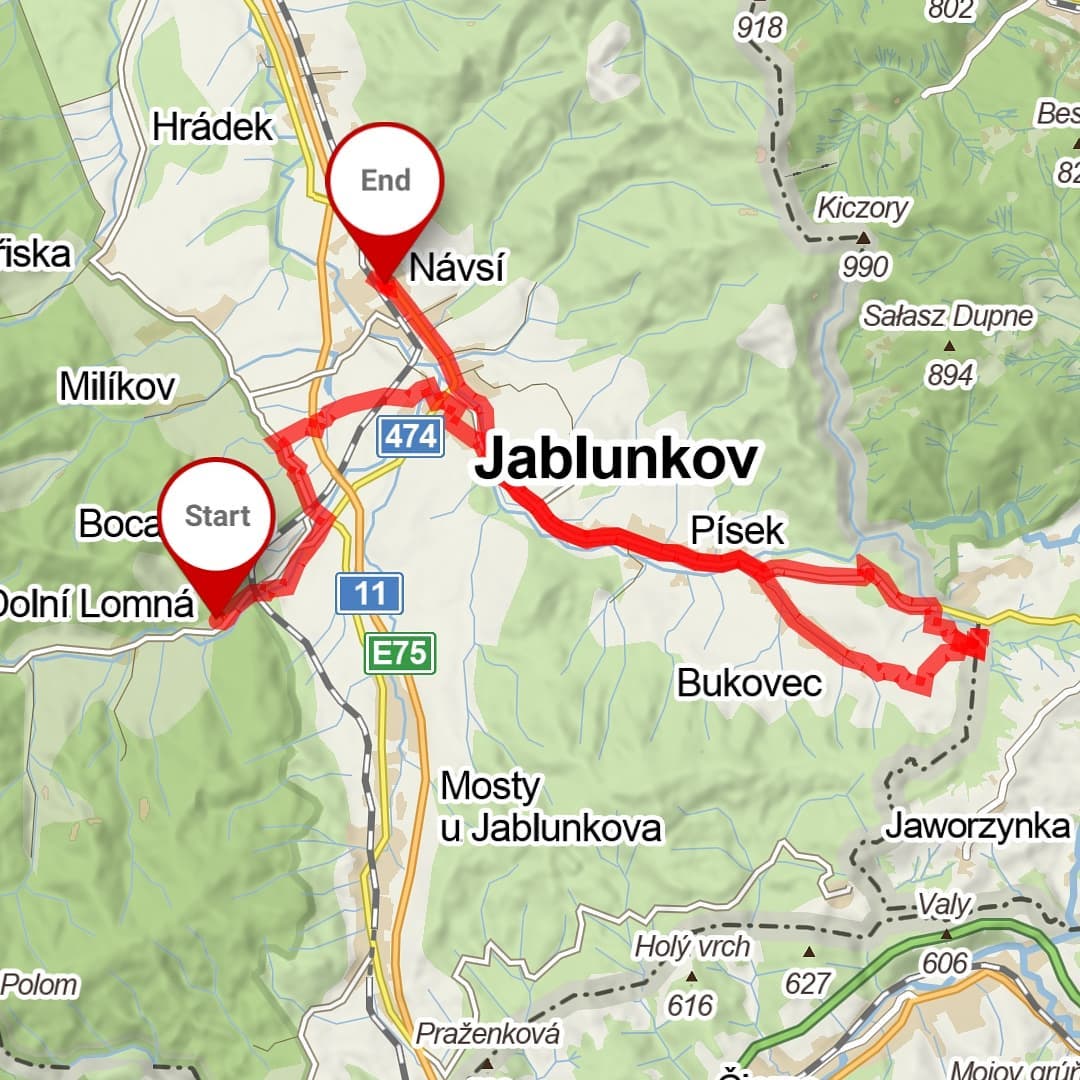 918
802
Hrádek
Bes
82
End
Kiczory
990
řiska
Návsí
Sałasz Dupne
894
Milíkov
474
Jablunkov
Start
Boca
Písek
Dolní Lomná
11
E75
Bukovec
Mosty
u Jablunkova
Jaworzynka
Valy
606
Holý vrch
616
627
Polom
Praženková
Mojov grúň